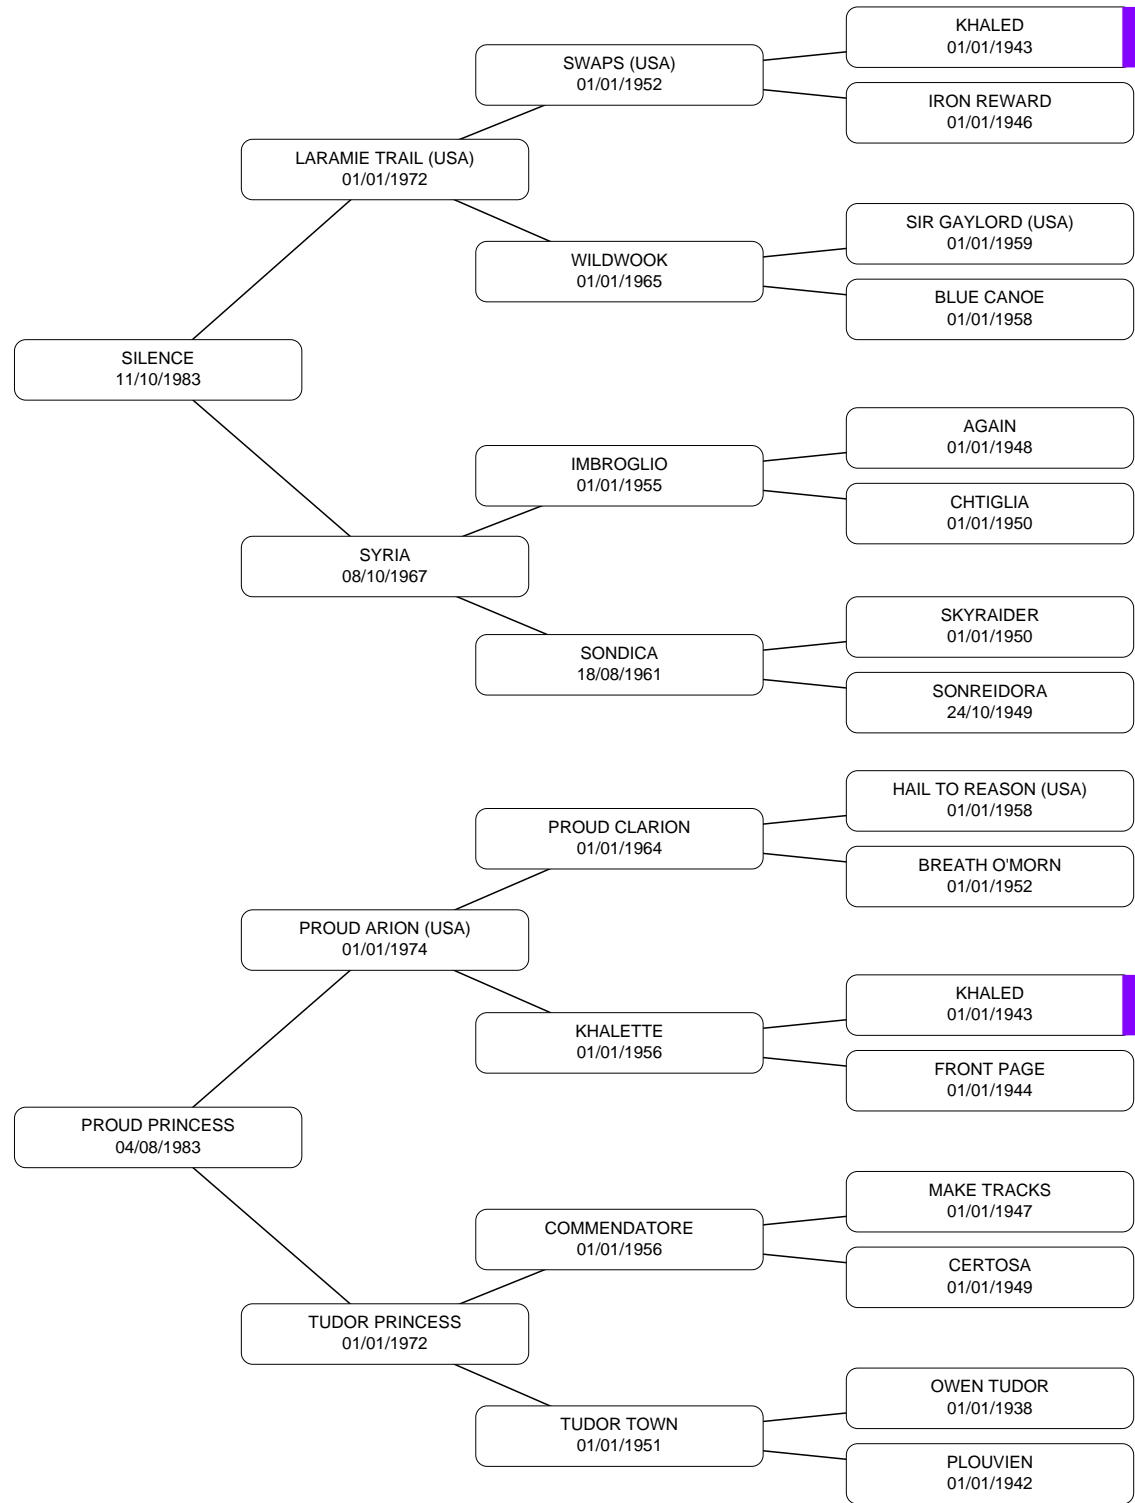 KHALED
01/01/1943
SWAPS (USA)
01/01/1952
IRON REWARD
01/01/1946
LARAMIE TRAIL (USA)
01/01/1972
SIR GAYLORD (USA)
01/01/1959
WILDWOOK
01/01/1965
BLUE CANOE
01/01/1958
SILENCE
11/10/1983
AGAIN
01/01/1948
IMBROGLIO
01/01/1955
CHTIGLIA
01/01/1950
SYRIA
08/10/1967
SKYRAIDER
01/01/1950
SONDICA
18/08/1961
SONREIDORA
24/10/1949
HAIL TO REASON (USA)
01/01/1958
PROUD CLARION
01/01/1964
BREATH O'MORN
01/01/1952
PROUD ARION (USA)
01/01/1974
KHALED
01/01/1943
KHALETTE
01/01/1956
FRONT PAGE
01/01/1944
PROUD PRINCESS
04/08/1983
MAKE TRACKS
01/01/1947
COMMENDATORE
01/01/1956
CERTOSA
01/01/1949
TUDOR PRINCESS
01/01/1972
OWEN TUDOR
01/01/1938
TUDOR TOWN
01/01/1951
PLOUVIEN
01/01/1942